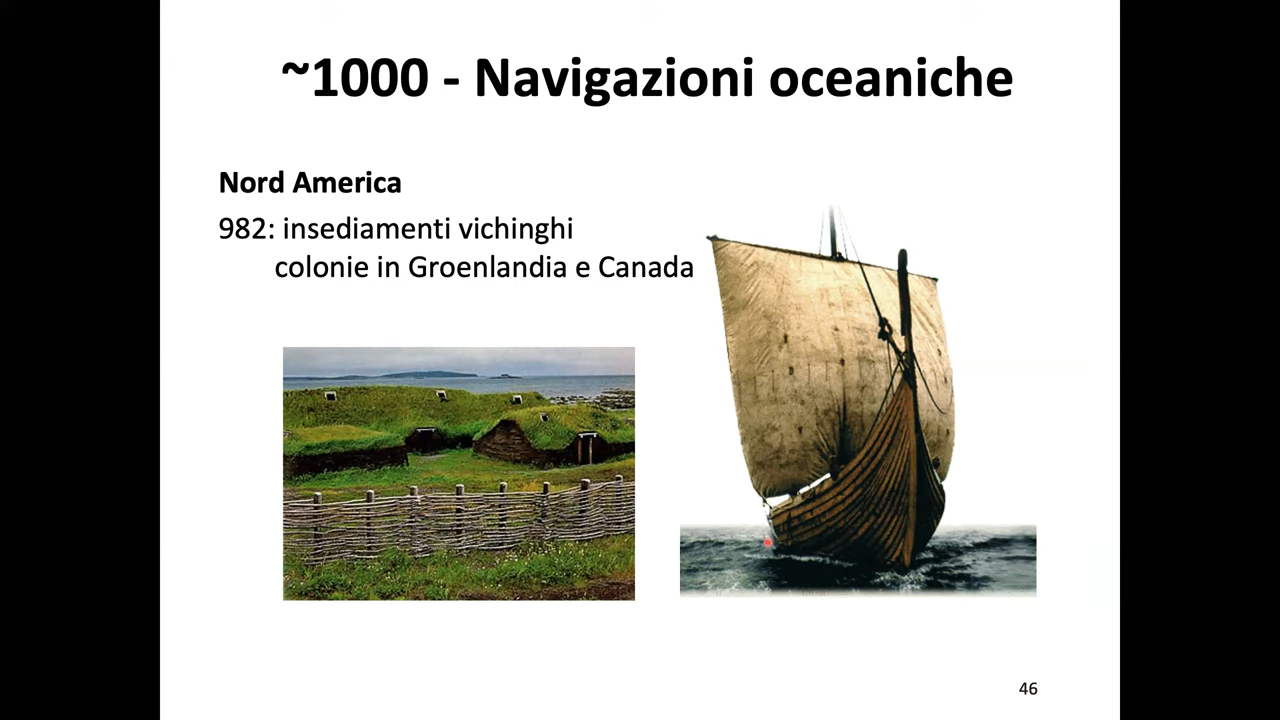 ~1000 - Navigazioni oceaniche
Nord America
982: insediamenti vichinghi
colonie in Groenlandia e Canada
46